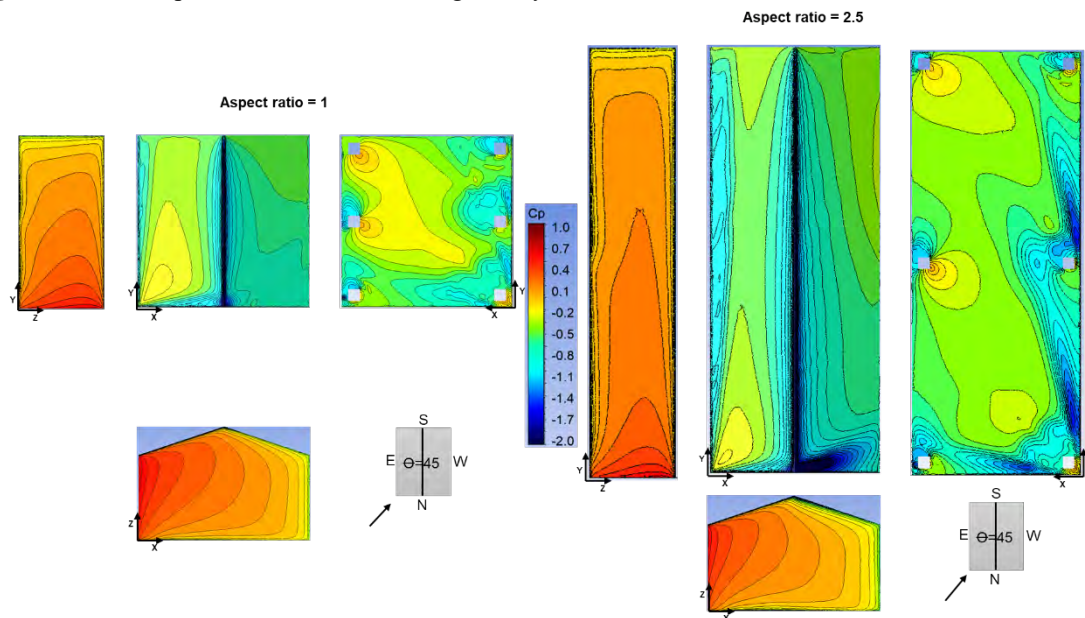 Aspect ratio = 2.5
Aspect ratio = 1
Cp
1.0
0.7
0.4
0.1
-0.2
-0.5
-0.8
-1.1
-1.4
-1.7
-2.0
Y
Z
Y
X
Y
X
Y
Z
Y
X
X
Z
X
S
E
Θ=45
W
N
Z
S
E
Θ=45
W
N